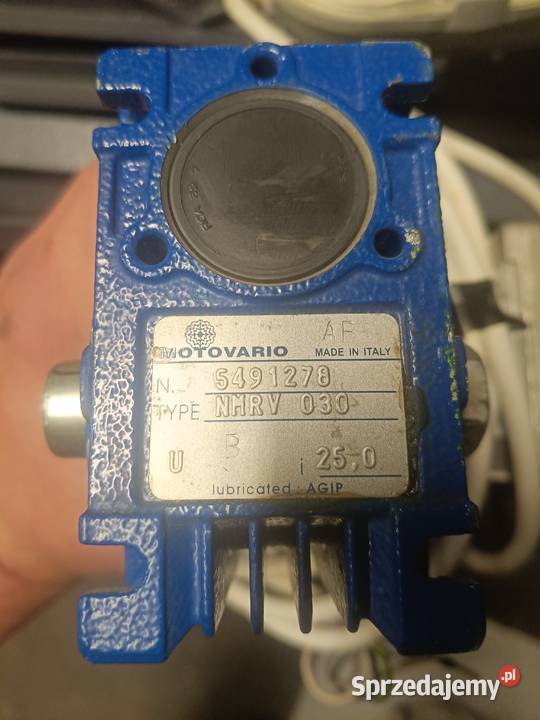 AF
MOTOVARIO MADE IN ITALY
N. 5491278
TYPE NMRV 030
U B i 25,0
lubricated AGIP
Sprzedajemy.pl